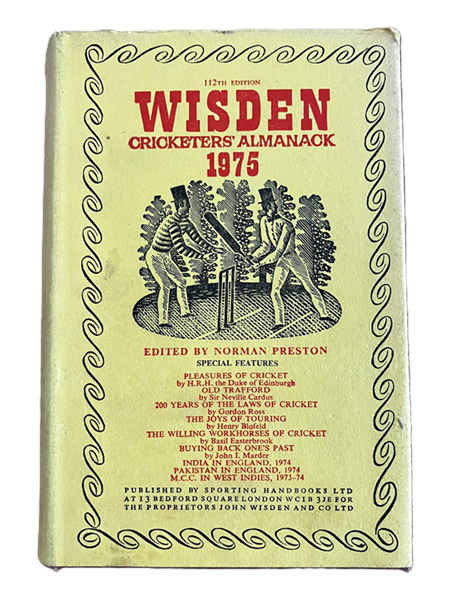 112TH EDITION
WISDEN
CRICKETERS' ALMANACK
1975
EDITED BY NORMAN PRESTON
SPECIAL FEATURES
PLEASURES OF CRICKET
by H.R.H. the Duke of Edinburgh
OLD TRAFFORD
by Sir Neville Cardus
200 YEARS OF THE LAWS OF CRICKET
by Gordon Ross
THE JOYS OF TOURING
by Henry Blofeld
THE WILLING WORKHORSES OF CRICKET
by Basil Easterbrook
BUYING BACK ONE'S PAST
by John I. Marder
INDIA IN ENGLAND, 1974
PAKISTAN IN ENGLAND, 1974
M.C.C. IN WEST INDIES, 1973-74
PUBLISHED BY SPORTING HANDBOOKS LTD
AT 13 BEDFORD SQUARE LONDON WC1B 3JE FOR
THE PROPRIETORS JOHN WISDEN AND CO LTD